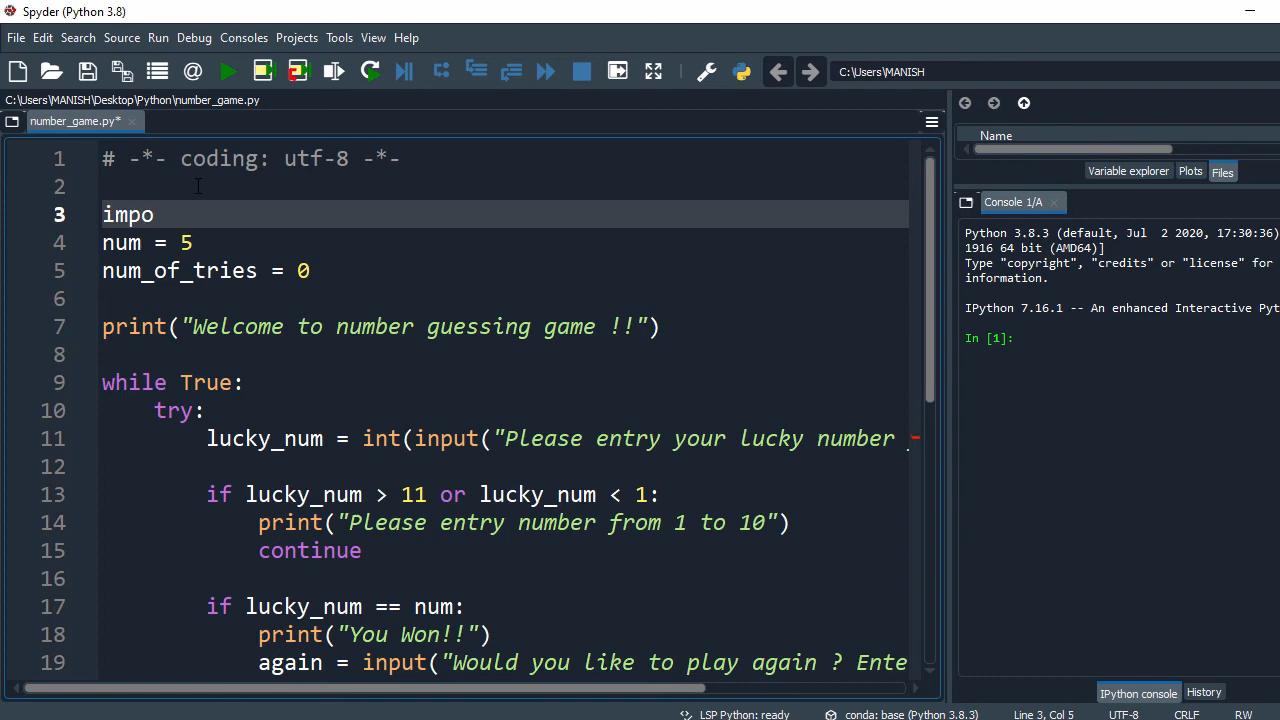 Spyder (Python 3.8)
File Edit Search Source Run Debug Consoles Projects Tools View Help
C:\Users\MANISH
C:\Users\MANISH\Desktop\Python\number_game.py
number_game.py*
1 # -*- coding: utf-8 -*-
2
3 impo
4 num = 5
5 num_of_tries = 0
6
7 print("Welcome to number guessing game !!")
8
9 while True:
10 try:
11 lucky_num = int(input("Please entry your lucky number
12
13 if lucky_num > 11 or lucky_num < 1:
14 print("Please entry number from 1 to 10")
15 continue
16
17 if lucky_num == num:
18 print("You Won!!")
19 again = input("Would you like to play again ? Ente
Name
Variable explorer Plots Files
Console 1/A
Python 3.8.3 (default, Jul 2 2020, 17:30:36)
1916 64 bit (AMD64)]
Type "copyright", "credits" or "license" for
information.
IPython 7.16.1 -- An enhanced Interactive Pyt
In [1]:
IPython console History
LSP Python: ready conda: base (Python 3.8.3) Line 3, Col 5 UTF-8 CRLF RW